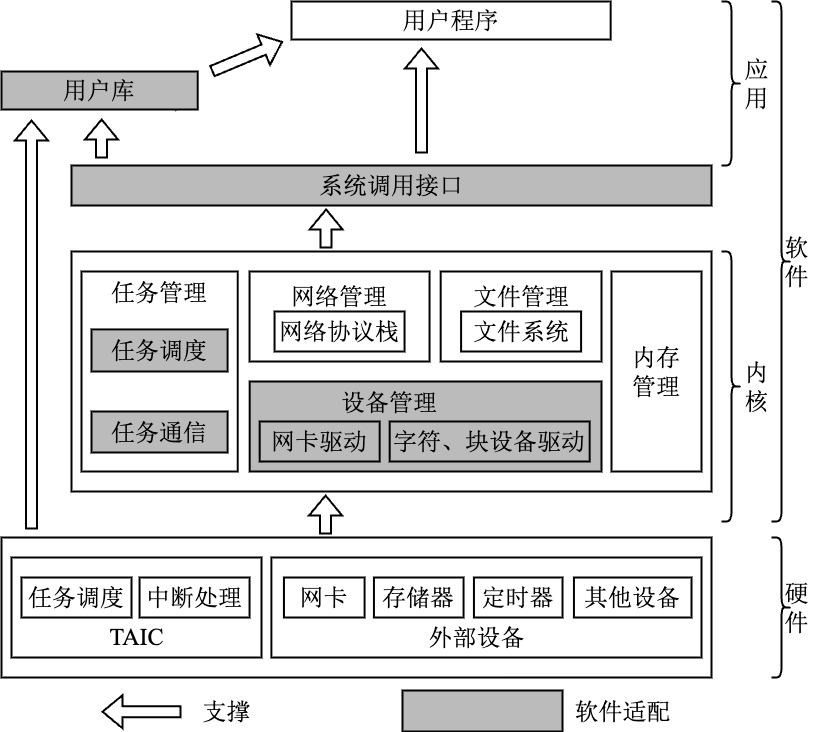 用户程序
用户库
应用
系统调用接口
软件
任务管理
任务调度
任务通信
网络管理
网络协议栈
文件管理
文件系统
设备管理
网卡驱动
字符、块设备驱动
内存
管理
内核
任务调度
中断处理
TAIC
网卡
存储器
定时器
其他设备
外部设备
硬件
支撑
软件适配